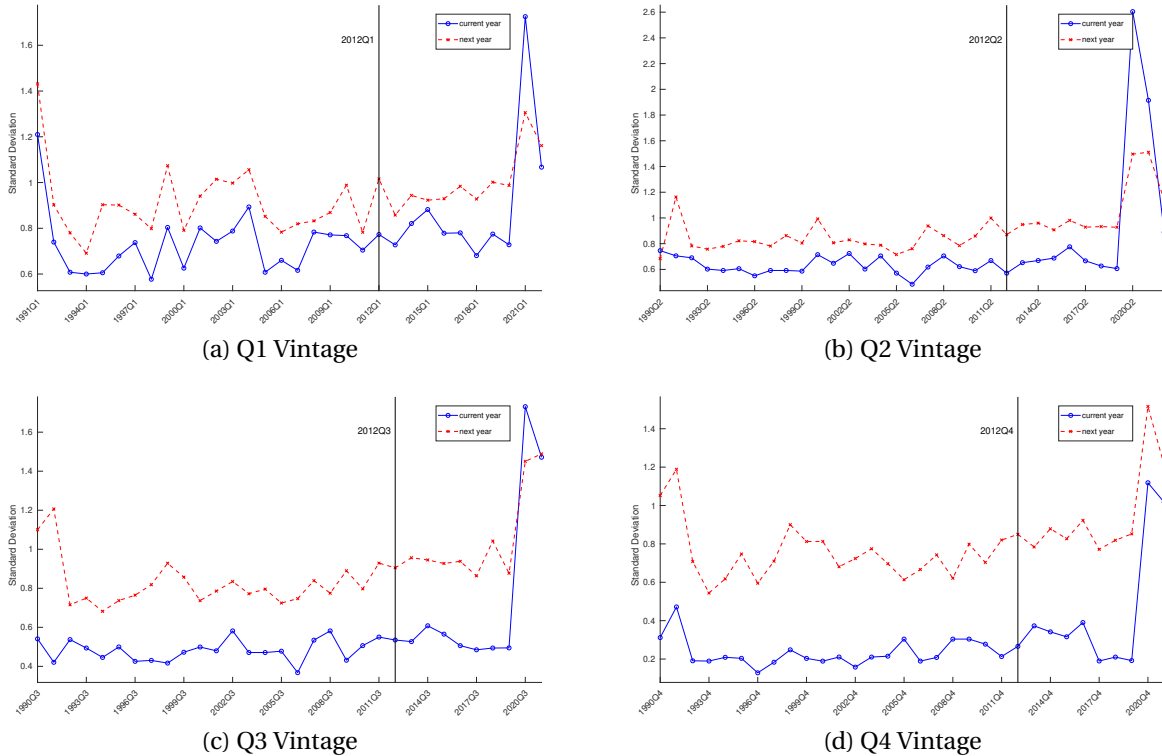 2012Q1
current year
next year
Standard Deviation
1.6
1.4
1.2
1
0.8
0.6
1991Q1
1994Q1
1997Q1
2000Q1
2003Q1
2006Q1
2009Q1
2012Q1
2015Q1
2018Q1
2021Q1
(a) Q1 Vintage
2012Q2
current year
next year
Standard Deviation
2.6
2.4
2.2
2
1.8
1.6
1.4
1.2
1
0.8
0.6
1990Q2
1993Q2
1996Q2
1999Q2
2002Q2
2005Q2
2008Q2
2011Q2
2014Q2
2017Q2
2020Q2
(b) Q2 Vintage
2012Q3
current year
next year
Standard Deviation
1.6
1.4
1.2
1
0.8
0.6
0.4
1990Q3
1993Q3
1996Q3
1999Q3
2002Q3
2005Q3
2008Q3
2011Q3
2014Q3
2017Q3
2020Q3
(c) Q3 Vintage
2012Q4
current year
next year
Standard Deviation
1.4
1.2
1
0.8
0.6
0.4
0.2
1990Q4
1993Q4
1996Q4
1999Q4
2002Q4
2005Q4
2008Q4
2011Q4
2014Q4
2017Q4
2020Q4
(d) Q4 Vintage